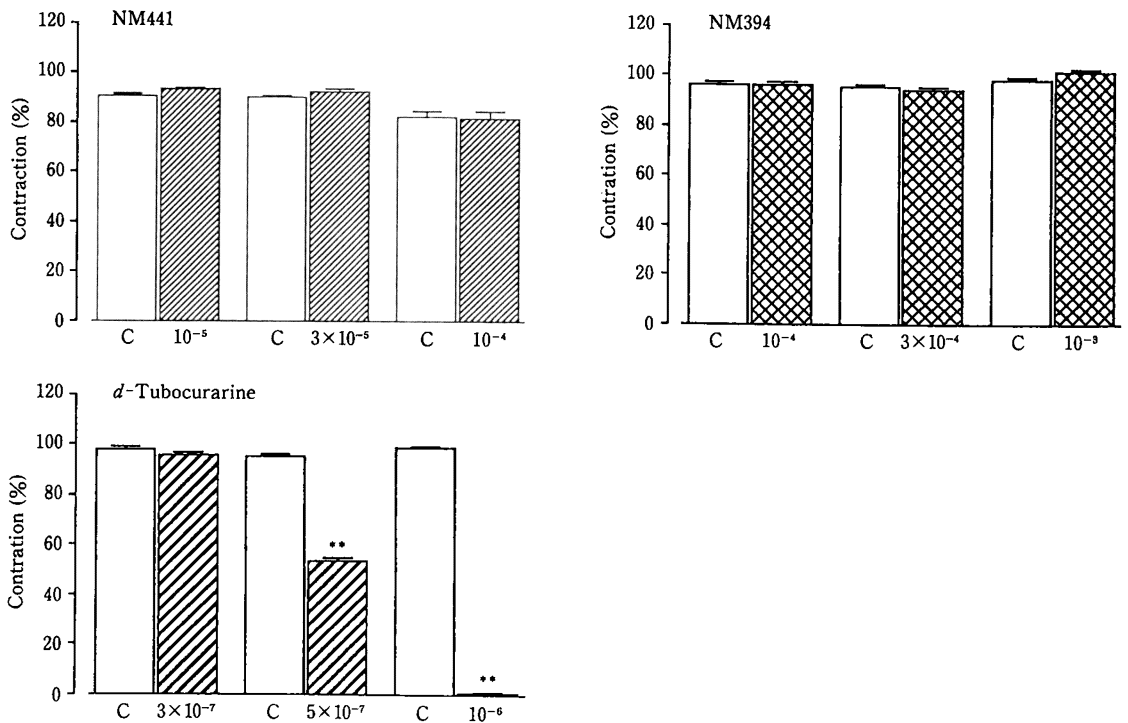 NM441
Contraction (%)
120
100
80
60
40
20
0
C 10⁻⁵ C 3×10⁻⁵ C 10⁻⁴
NM394
Contration (%)
120
100
80
60
40
20
0
C 10⁻⁴ C 3×10⁻⁴ C 10⁻³
d-Tubocurarine
Contration (%)
120
100
80
60
40
20
0
**
**
C 3×10⁻⁷ C 5×10⁻⁷ C 10⁻⁶